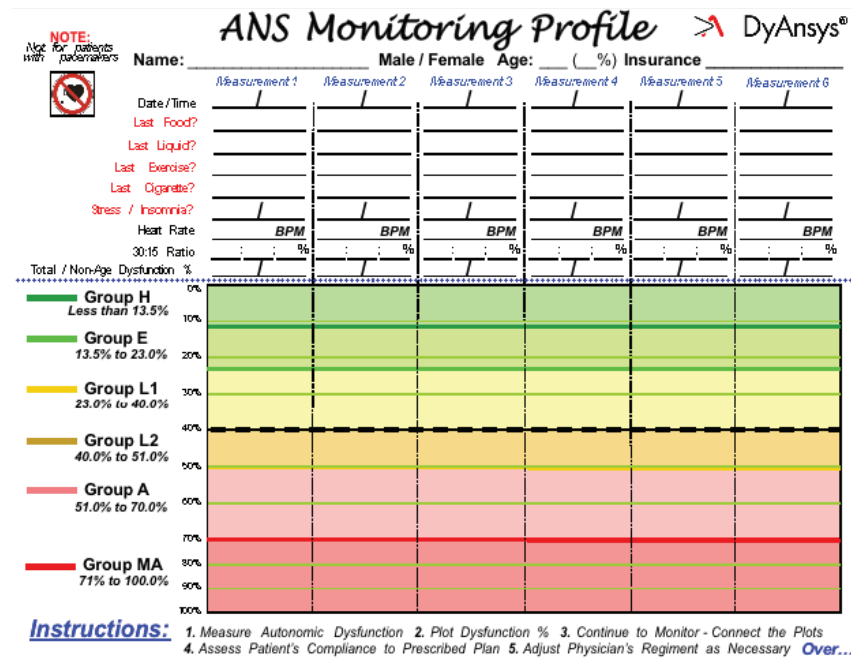 ANS Monitoring Profile
DyAnsys®
NOTE:
Not for patients
with pacemakers
Name: ____________________ Male / Female Age: ___ (__%) Insurance _______________
Measurement 1 Measurement 2 Measurement 3 Measurement 4 Measurement 5 Measurement 6
Date / Time / / / / / /
Last Food?
Last Liquid?
Last Exercise?
Last Cigarette?
Stress / Insomnia? / / / / / /
Heart Rate BPM BPM BPM BPM BPM BPM
30:15 Ratio : : % : : % : : % : : % : : % : : %
Total / Non-Age Dysfunction % / / / / / /
0%
Group H
Less than 13.5%
10%
Group E
13.5% to 23.0%
20%
Group L1
30%
23.0% to 40.0%
40%
Group L2
40.0% to 51.0%
50%
Group A
51.0% to 70.0%
60%
70%
Group MA
80%
71% to 100.0%
90%
100%
Instructions: 1. Measure Autonomic Dysfunction 2. Plot Dysfunction % 3. Continue to Monitor - Connect the Plots
4. Assess Patient's Compliance to Prescribed Plan 5. Adjust Physician's Regiment as Necessary Over...